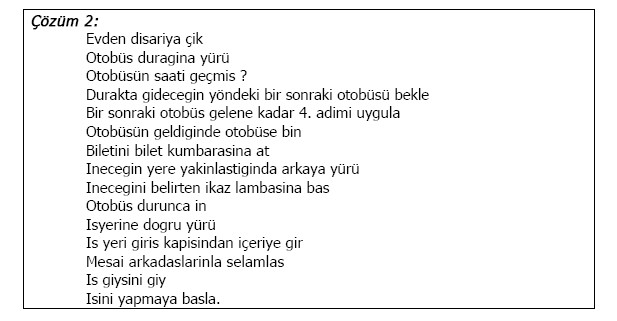 Çözüm 2:
Evden disariya çik
Otobüs duragina yürü
Otobüsün saati geçmis ?
Durakta gidecegin yöndeki bir sonraki otobüsü bekle
Bir sonraki otobüs gelene kadar 4. adimi uygula
Otobüsün geldiginde otobüse bin
Biletini bilet kumbarasina at
Inecegin yere yakinlastiginda arkaya yürü
Inecegini belirten ikaz lambasina bas
Otobüs durunca in
Isyerine dogru yürü
Is yeri giris kapisindan içeriye gir
Mesai arkadaslarinla selamlas
Is giysini giy
Isini yapmaya basla.